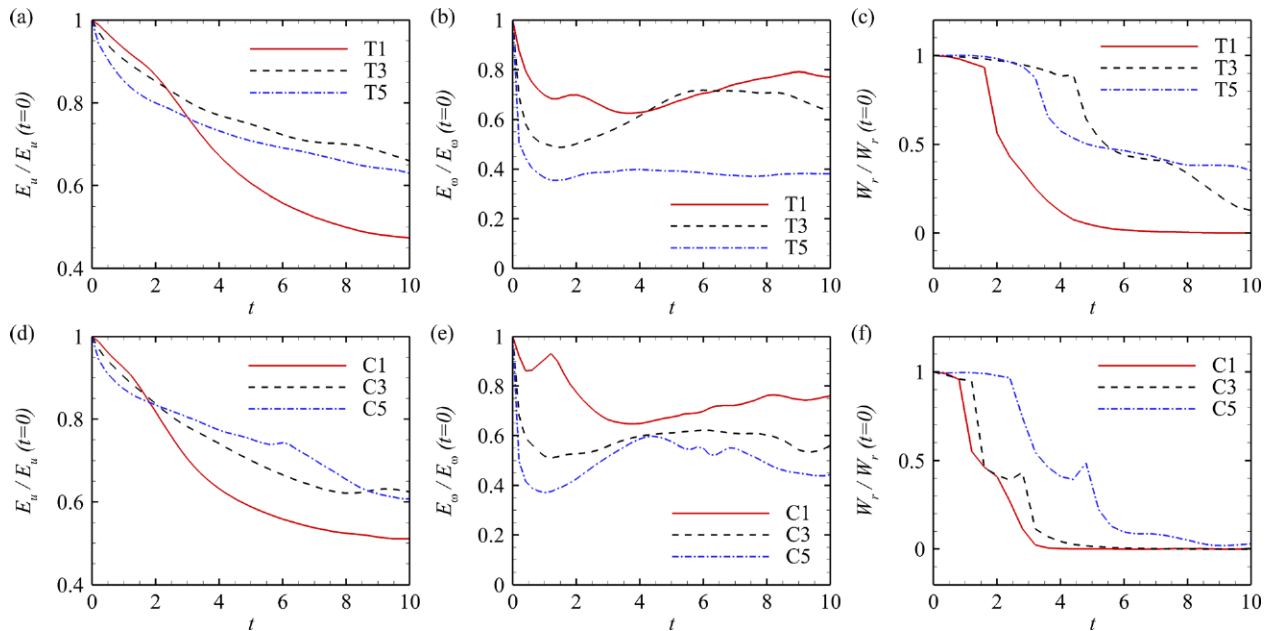 (a)
E_u / E_u (t=0)
1
0.8
0.6
0.4
0 2 4 6 8 10
t
T1
T3
T5
(b)
E_ω / E_ω (t=0)
1
0.8
0.6
0.4
0.2
0
0 2 4 6 8 10
t
T1
T3
T5
(c)
W_r / W_r (t=0)
1
0.5
0
0 2 4 6 8 10
t
T1
T3
T5
(d)
E_u / E_u (t=0)
1
0.8
0.6
0.4
0 2 4 6 8 10
t
C1
C3
C5
(e)
E_ω / E_ω (t=0)
1
0.8
0.6
0.4
0.2
0
0 2 4 6 8 10
t
C1
C3
C5
(f)
W_r / W_r (t=0)
1
0.5
0
0 2 4 6 8 10
t
C1
C3
C5